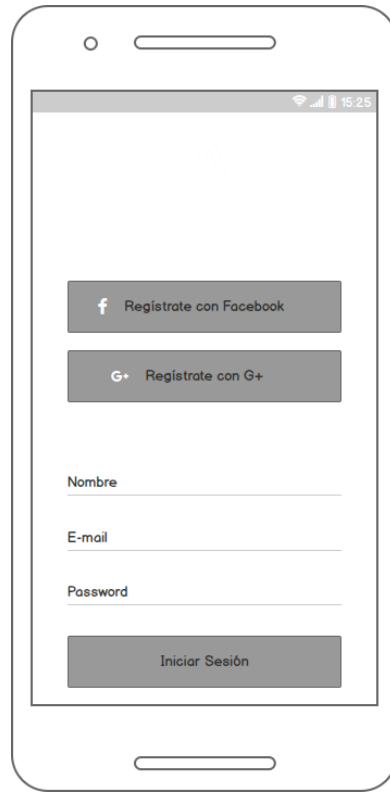 15:25
f Regístrate con Facebook
G+ Regístrate con G+
Nombre
E-mail
Password
Iniciar Sesión